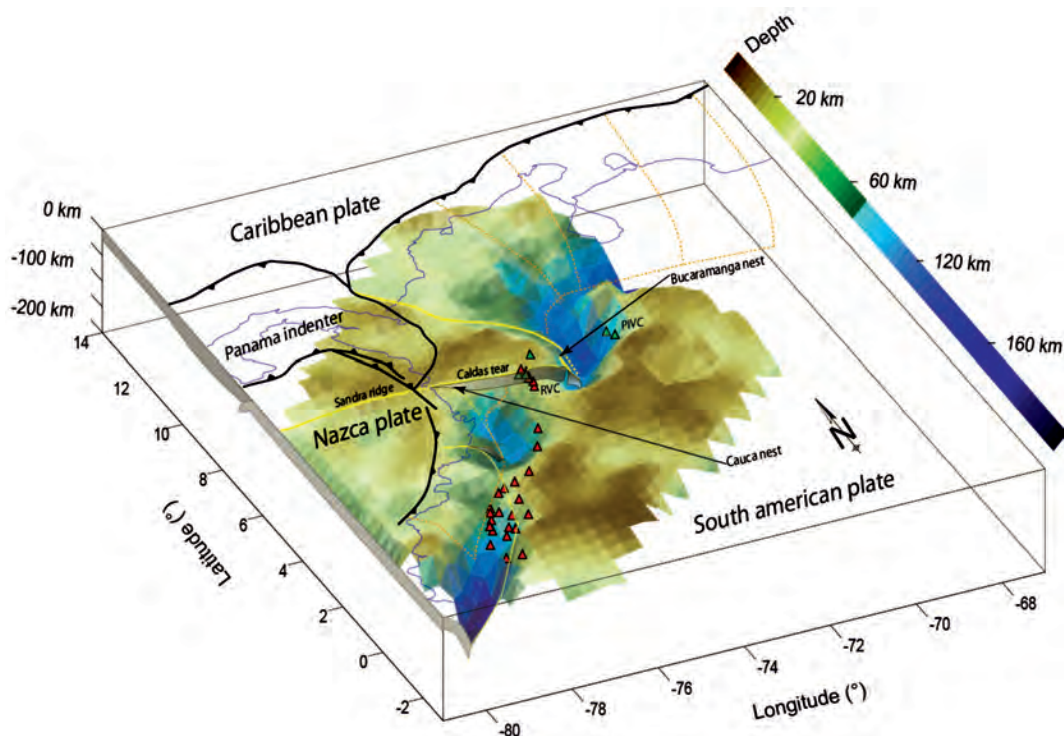 Depth
20 km
60 km
120 km
160 km
0 km
-100 km
-200 km
Caribbean plate
Bucaramanga nest
PIVC
Panama indenter
Caldas tear
RVC
Sandra ridge
Nazca plate
Cauca nest
N
South american plate
14
12
10
8
6
4
2
0
-2
Latitude (°)
-80
-78
-76
-74
-72
-70
-68
Longitude (°)